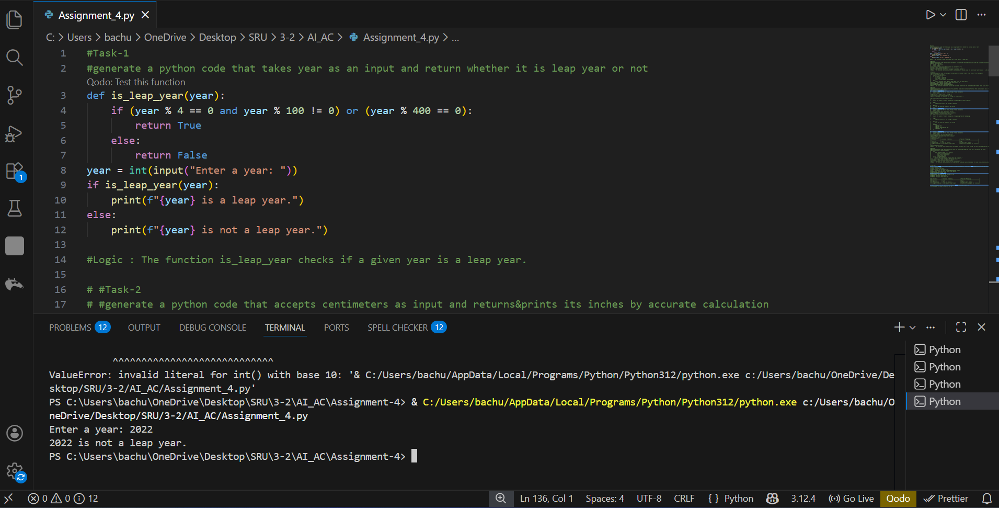 Assignment_4.py
C: > Users > bachu > OneDrive > Desktop > SRU > 3-2 > AI_AC > Assignment_4.py > ...
1 #Task-1
2 #generate a python code that takes year as an input and return whether it is leap year or not
Qodo: Test this function
3 def is_leap_year(year):
4 if (year % 4 == 0 and year % 100 != 0) or (year % 400 == 0):
5 return True
6 else:
7 return False
8 year = int(input("Enter a year: "))
9 if is_leap_year(year):
10 print(f"{year} is a leap year.")
11 else:
12 print(f"{year} is not a leap year.")
13
14 #Logic : The function is_leap_year checks if a given year is a leap year.
15
16 # #Task-2
17 # #generate a python code that accepts centimeters as input and returns&prints its inches by accurate calculation
1
PROBLEMS 12 OUTPUT DEBUG CONSOLE TERMINAL PORTS SPELL CHECKER 12
^^^^^^^^^^^^^^^^^^^^^^^^^^^^
ValueError: invalid literal for int() with base 10: '& C:/Users/bachu/AppData/Local/Programs/Python/Python312/python.exe c:/Users/bachu/OneDrive/De
sktop/SRU/3-2/AI_AC/Assignment_4.py'
PS C:\Users\bachu\OneDrive\Desktop\SRU\3-2\AI_AC\Assignment-4> & C:/Users/bachu/AppData/Local/Programs/Python/Python312/python.exe c:/Users/bachu/O
neDrive/Desktop/SRU/3-2/AI_AC/Assignment_4.py
Enter a year: 2022
2022 is not a leap year.
PS C:\Users\bachu\OneDrive\Desktop\SRU\3-2\AI_AC\Assignment-4>
Python
Python
Python
Python
0 0 12 Ln 136, Col 1 Spaces: 4 UTF-8 CRLF { } Python 3.12.4 Go Live Qodo Prettier